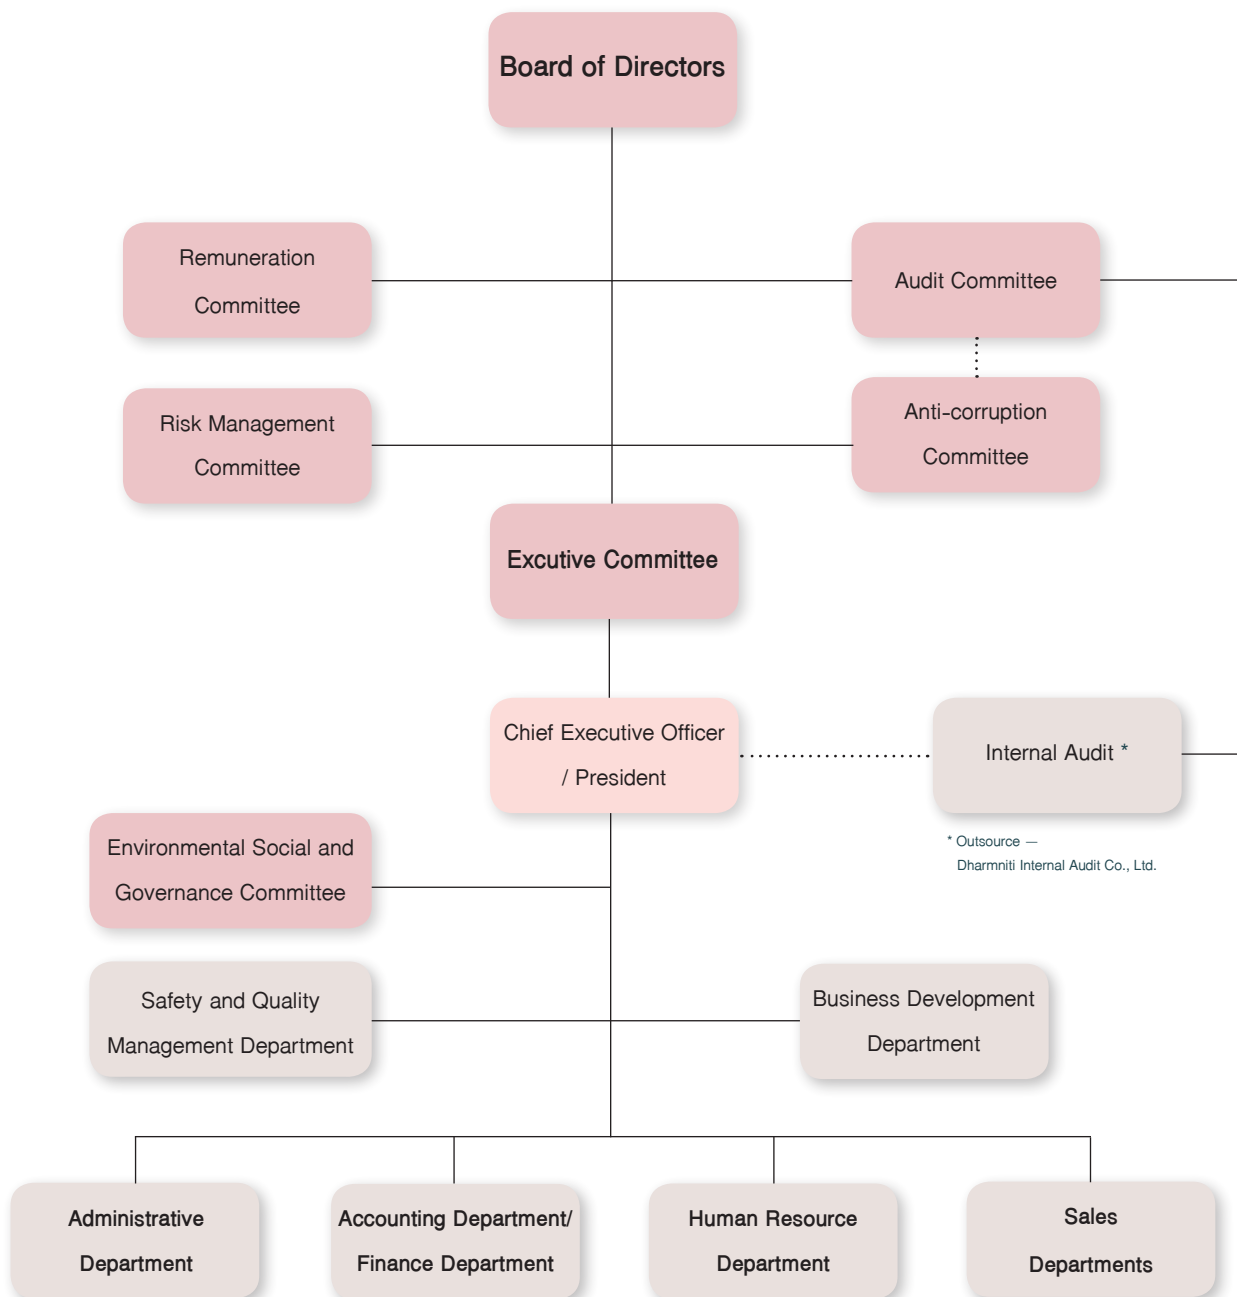 Board of Directors
Remuneration
Committee
Audit Committee
Risk Management
Committee
Anti-corruption
Committee
Excutive Committee
Chief Executive Officer
/ President
Internal Audit *
* Outsource —
Dharmniti Internal Audit Co., Ltd.
Environmental Social and
Governance Committee
Safety and Quality
Management Department
Business Development
Department
Administrative
Department
Accounting Department/
Finance Department
Human Resource
Department
Sales
Departments